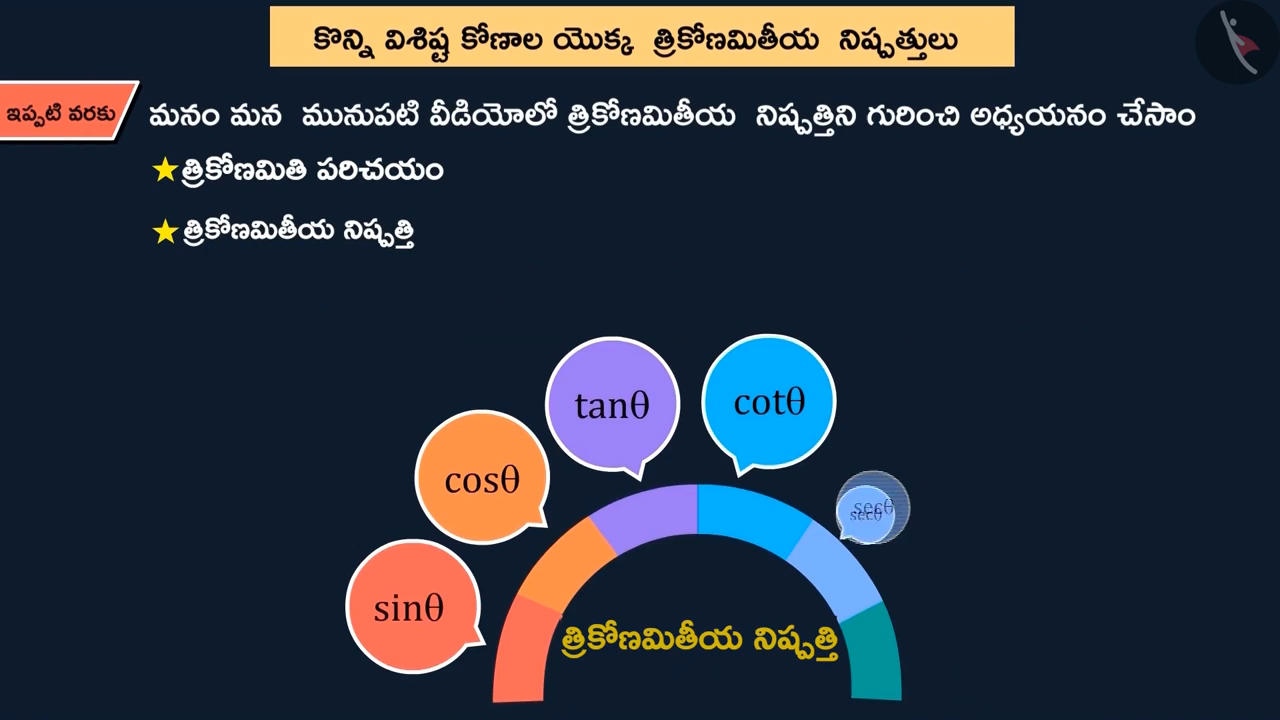 కొన్ని విశిష్ట కోణాల యొక్క త్రికోణమితీయ నిష్పత్తులు
ఇప్పటి వరకు
మనం మన మునుపటి వీడియోలో త్రికోణమితీయ నిష్పత్తిని గురించి అధ్యయనం చేసాం
త్రికోణమితి పరిచయం
త్రికోణమితీయ నిష్పత్తి
tanθ
cotθ
cosθ
secθ
sinθ
త్రికోణమితీయ నిష్పత్తి